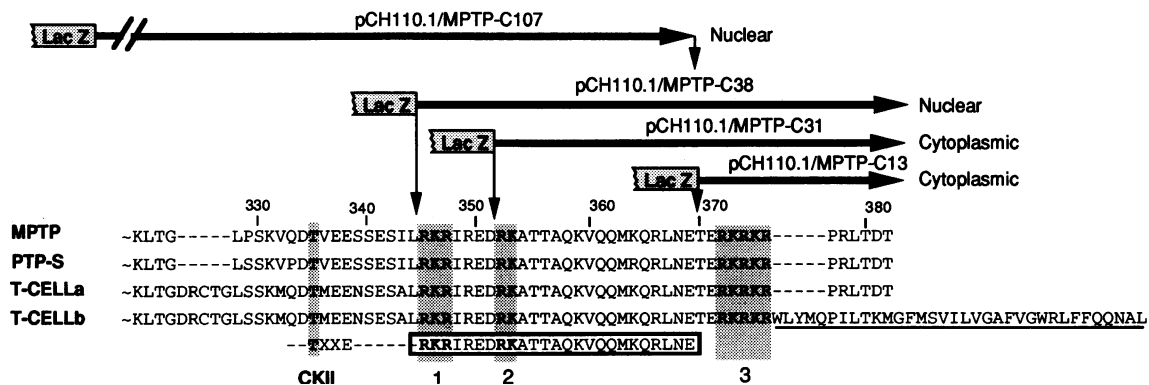 pCH110.1/MPTP-C107
Lac Z
Nuclear
pCH110.1/MPTP-C38
Lac Z
Nuclear
pCH110.1/MPTP-C31
Lac Z
Cytoplasmic
pCH110.1/MPTP-C13
Lac Z
Cytoplasmic
330 340 350 360 370 380
MPTP ~KLTG-----LPSKVQDTVEESSESILRKRIREDRKATTAQKVQQMKQRLNETERKRKR-----PRLTDT
PTP-S ~KLTG-----LSSKVPDTVEESSESILRKRIREDRKATTAQKVQQMKQRLNETERKRKR-----PRLTDT
T-CELLa ~KLTGDRCTGLSSKMQDTMEENSESALRKRIREDRKATTAQKVQQMKQRLNETERKRKR-----PRLTDT
T-CELLb ~KLTGDRCTGLSSKMQDTMEENSESALRKRIREDRKATTAQKVQQMKQRLNETERKRKRWLYMQPILTKMGFMSVILVGAFVGWRLFFQQNAL
--TXXE------RKRIREDRKATTAQKVQQMKQRLNE
CKII 1 2 3